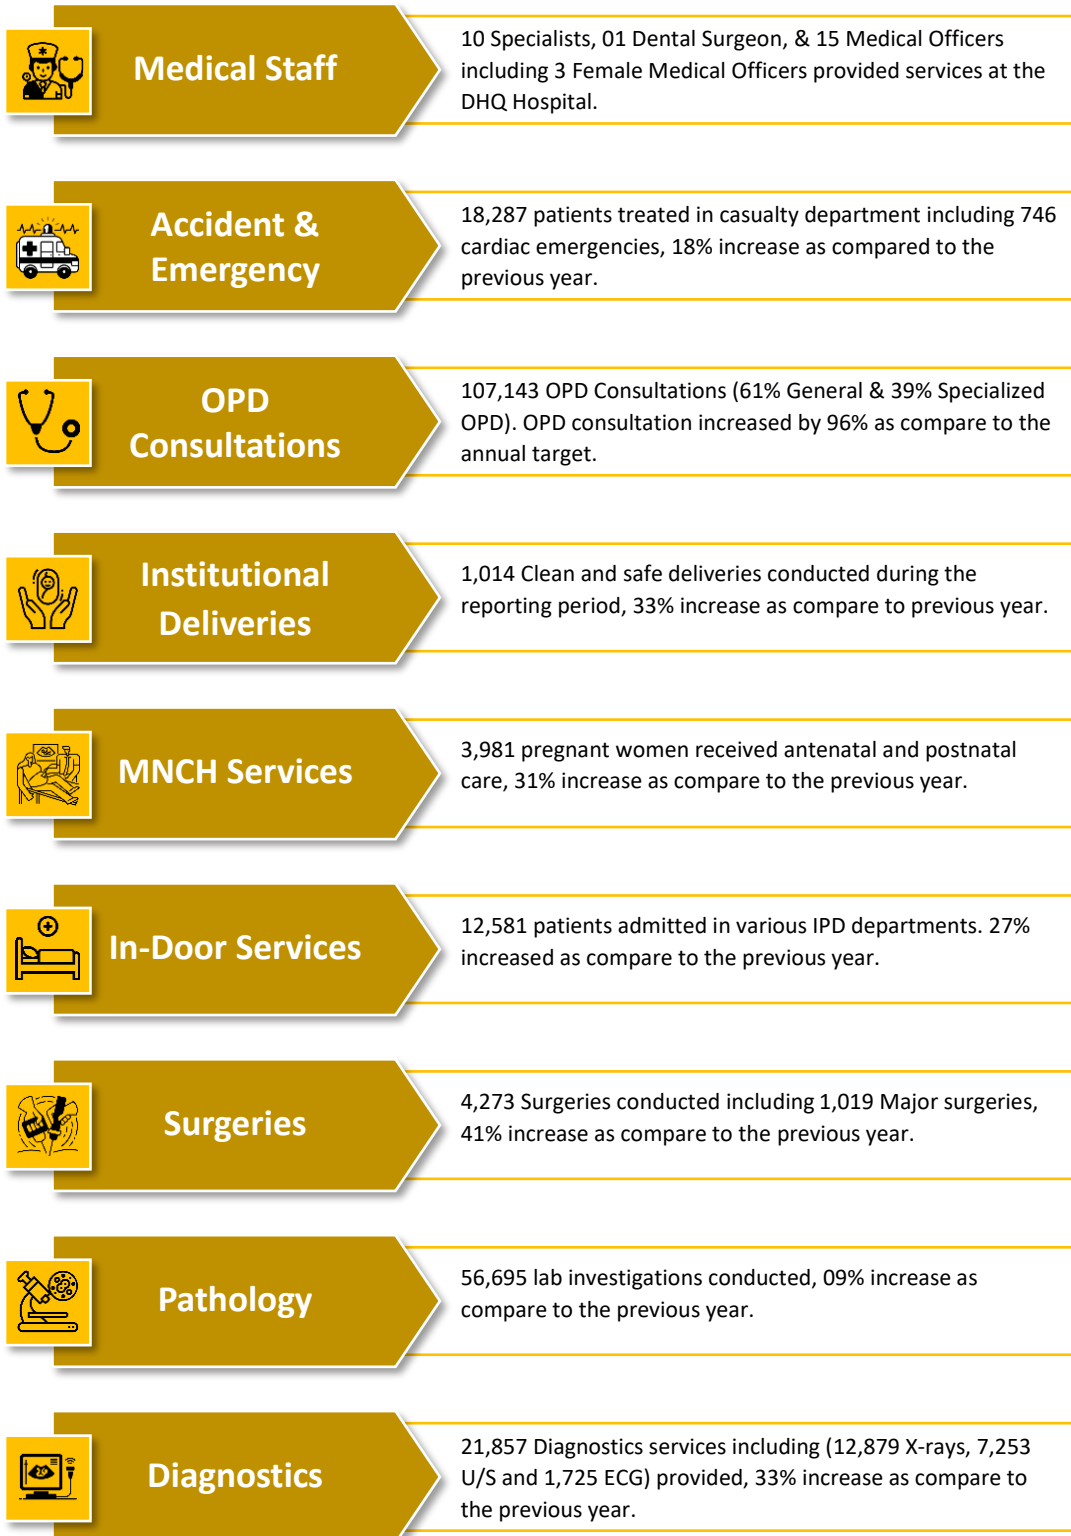 Medical Staff
10 Specialists, 01 Dental Surgeon, & 15 Medical Officers
including 3 Female Medical Officers provided services at the
DHQ Hospital.
Accident &
Emergency
18,287 patients treated in casualty department including 746
cardiac emergencies, 18% increase as compared to the
previous year.
OPD
Consultations
107,143 OPD Consultations (61% General & 39% Specialized
OPD). OPD consultation increased by 96% as compare to the
annual target.
Institutional
Deliveries
1,014 Clean and safe deliveries conducted during the
reporting period, 33% increase as compare to previous year.
MNCH Services
3,981 pregnant women received antenatal and postnatal
care, 31% increase as compare to the previous year.
In-Door Services
12,581 patients admitted in various IPD departments. 27%
increased as compare to the previous year.
Surgeries
4,273 Surgeries conducted including 1,019 Major surgeries,
41% increase as compare to the previous year.
Pathology
56,695 lab investigations conducted, 09% increase as
compare to the previous year.
Diagnostics
21,857 Diagnostics services including (12,879 X-rays, 7,253
U/S and 1,725 ECG) provided, 33% increase as compare to
the previous year.